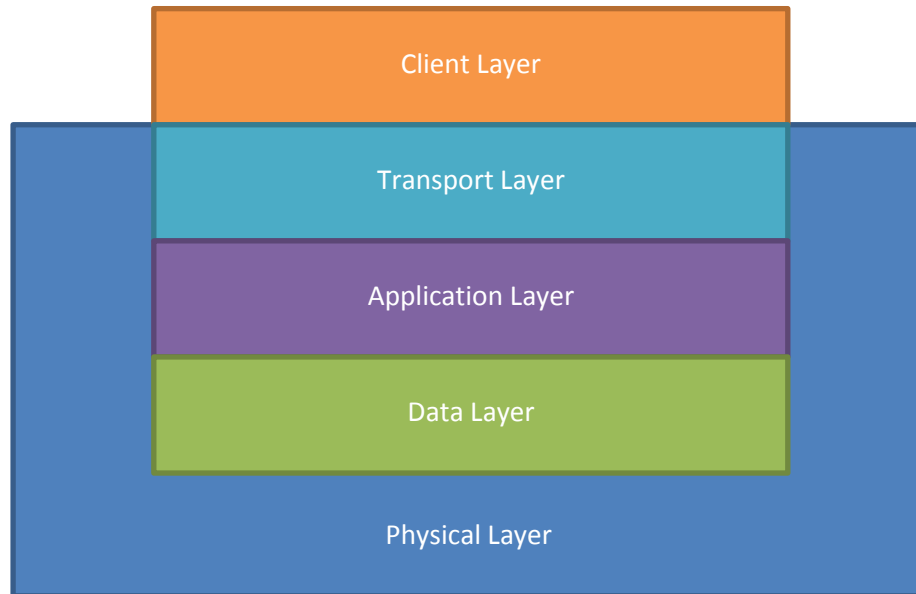 Client Layer
Transport Layer
Application Layer
Data Layer
Physical Layer